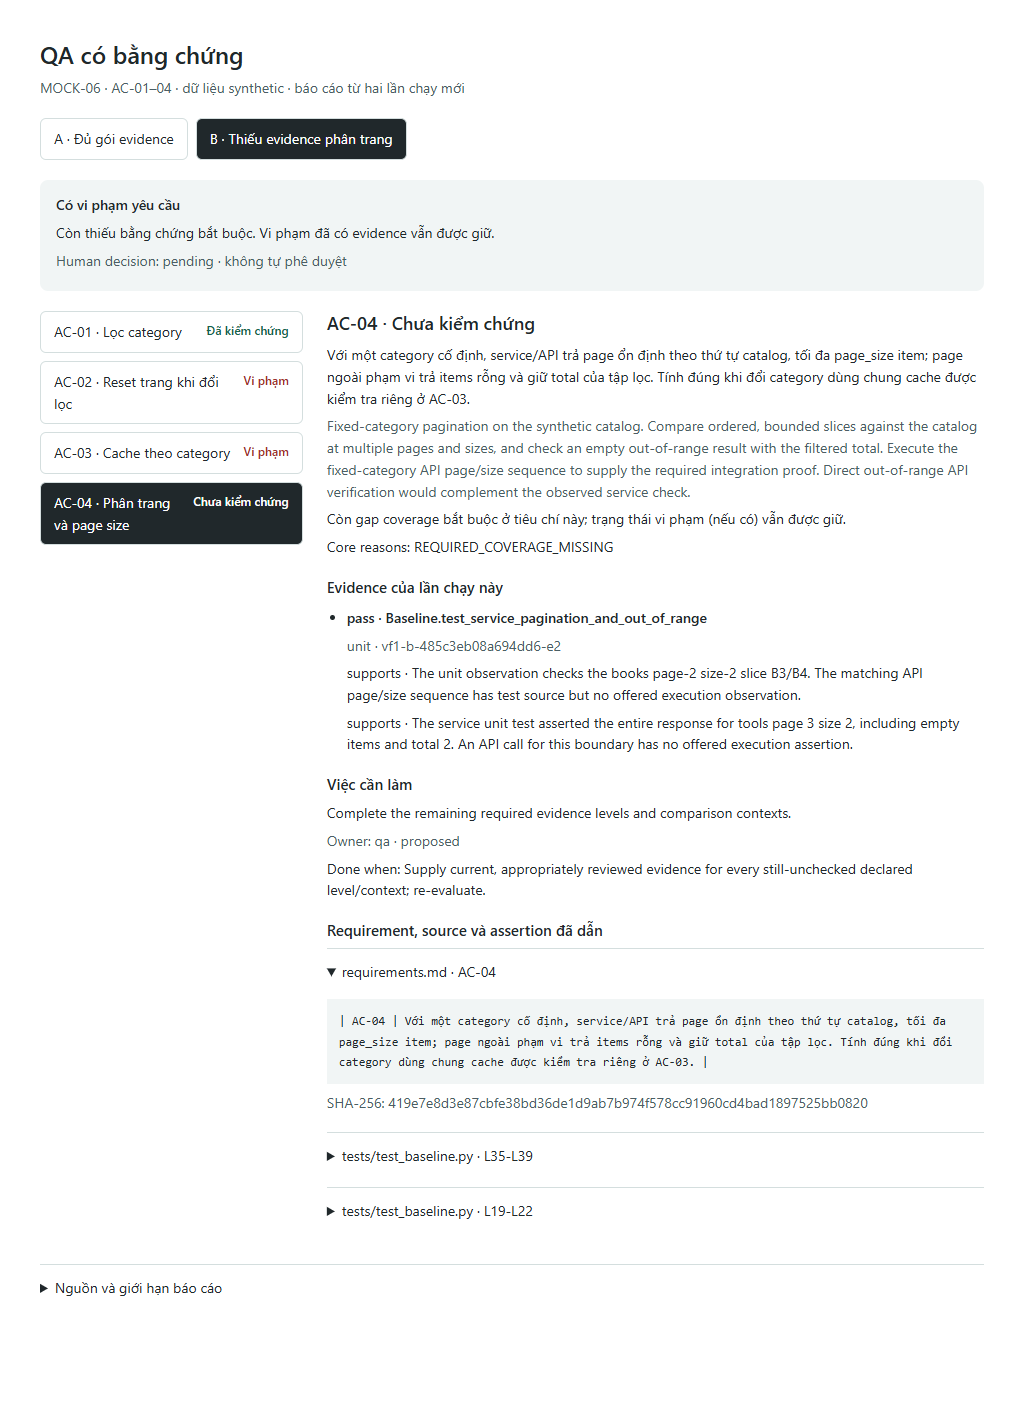 QA có bằng chứng
MOCK-06 · AC-01–04 · dữ liệu synthetic · báo cáo từ hai lần chạy mới
A · Đủ gói evidence
B · Thiếu evidence phân trang
Có vi phạm yêu cầu
Còn thiếu bằng chứng bắt buộc. Vi phạm đã có evidence vẫn được giữ.
Human decision: pending · không tự phê duyệt
AC-01 · Lọc category
Đã kiểm chứng
AC-02 · Reset trang khi đổi
lọc
Vi phạm
AC-03 · Cache theo category
Vi phạm
AC-04 · Phân trang
và page size
Chưa kiểm chứng
AC-04 · Chưa kiểm chứng
Với một category cố định, service/API trả page ổn định theo thứ tự catalog, tối đa page_size item; page
ngoài phạm vi trả items rỗng và giữ total của tập lọc. Tính đúng khi đổi category dùng chung cache được
kiểm tra riêng ở AC-03.
Fixed-category pagination on the synthetic catalog. Compare ordered, bounded slices against the catalog
at multiple pages and sizes, and check an empty out-of-range result with the filtered total. Execute the
fixed-category API page/size sequence to supply the required integration proof. Direct out-of-range API
verification would complement the observed service check.
Còn gap coverage bắt buộc ở tiêu chí này; trạng thái vi phạm (nếu có) vẫn được giữ.
Core reasons: REQUIRED_COVERAGE_MISSING
Evidence của lần chạy này
• pass · Baseline.test_service_pagination_and_out_of_range
unit · vf1-b-485c3eb08a694dd6-e2
supports · The unit observation checks the books page-2 size-2 slice B3/B4. The matching API
page/size sequence has test source but no offered execution observation.
supports · The service unit test asserted the entire response for tools page 3 size 2, including empty
items and total 2. An API call for this boundary has no offered execution assertion.
Việc cần làm
Complete the remaining required evidence levels and comparison contexts.
Owner: qa · proposed
Done when: Supply current, appropriately reviewed evidence for every still-unchecked declared
level/context; re-evaluate.
Requirement, source và assertion đã dẫn
▼ requirements.md · AC-04
| AC-04 | Với một category cố định, service/API trả page ổn định theo thứ tự catalog, tối đa
page_size item; page ngoài phạm vi trả items rỗng và giữ total của tập lọc. Tính đúng khi đổi
category dùng chung cache được kiểm tra riêng ở AC-03. |
SHA-256: 419e7e8d3e87cbfe38bd36de1d9ab7b974f578cc91960cd4bad1897525bb0820
▶ tests/test_baseline.py · L35-L39
▶ tests/test_baseline.py · L19-L22
▶ Nguồn và giới hạn báo cáo